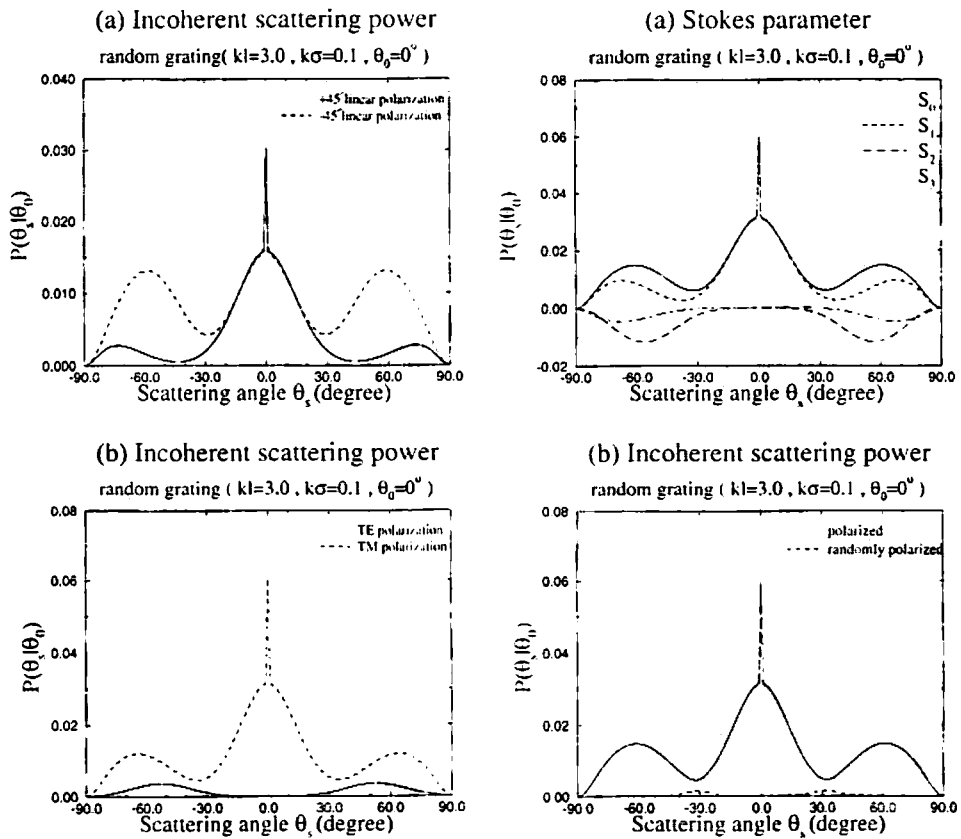 (a) Incoherent scattering power
random grating( kl=3.0 , kσ=0.1 , θ₀=0° )
0.040
0.030
0.020
0.010
0.000
+45°linear polarization
-45°linear polarization
P(θₛ|θ₀)
-90.0 -60.0 -30.0 0.0 30.0 60.0 90.0
Scattering angle θₛ (degree)
(a) Stokes parameter
random grating ( kl=3.0 , kσ=0.1 , θ₀=0° )
0.08
0.06
0.04
0.02
0.00
-0.02
S₀
S₁
S₂
S₃
P(θₛ|θ₀)
-90.0 -60.0 -30.0 0.0 30.0 60.0 90.0
Scattering angle θₛ (degree)
(b) Incoherent scattering power
random grating ( kl=3.0 , kσ=0.1 , θ₀=0° )
0.08
0.06
0.04
0.02
0.00
TE polarization
TM polarization
P(θₛ|θ₀)
-90.0 -60.0 -30.0 0.0 30.0 60.0 90.0
Scattering angle θₛ (degree)
(b) Incoherent scattering power
random grating ( kl=3.0 , kσ=0.1 , θ₀=0° )
0.08
0.06
0.04
0.02
0.00
polarized
randomly polarized
P(θₛ|θ₀)
-90.0 -60.0 -30.0 0.0 30.0 60.0 90.0
Scattering angle θₛ (degree)